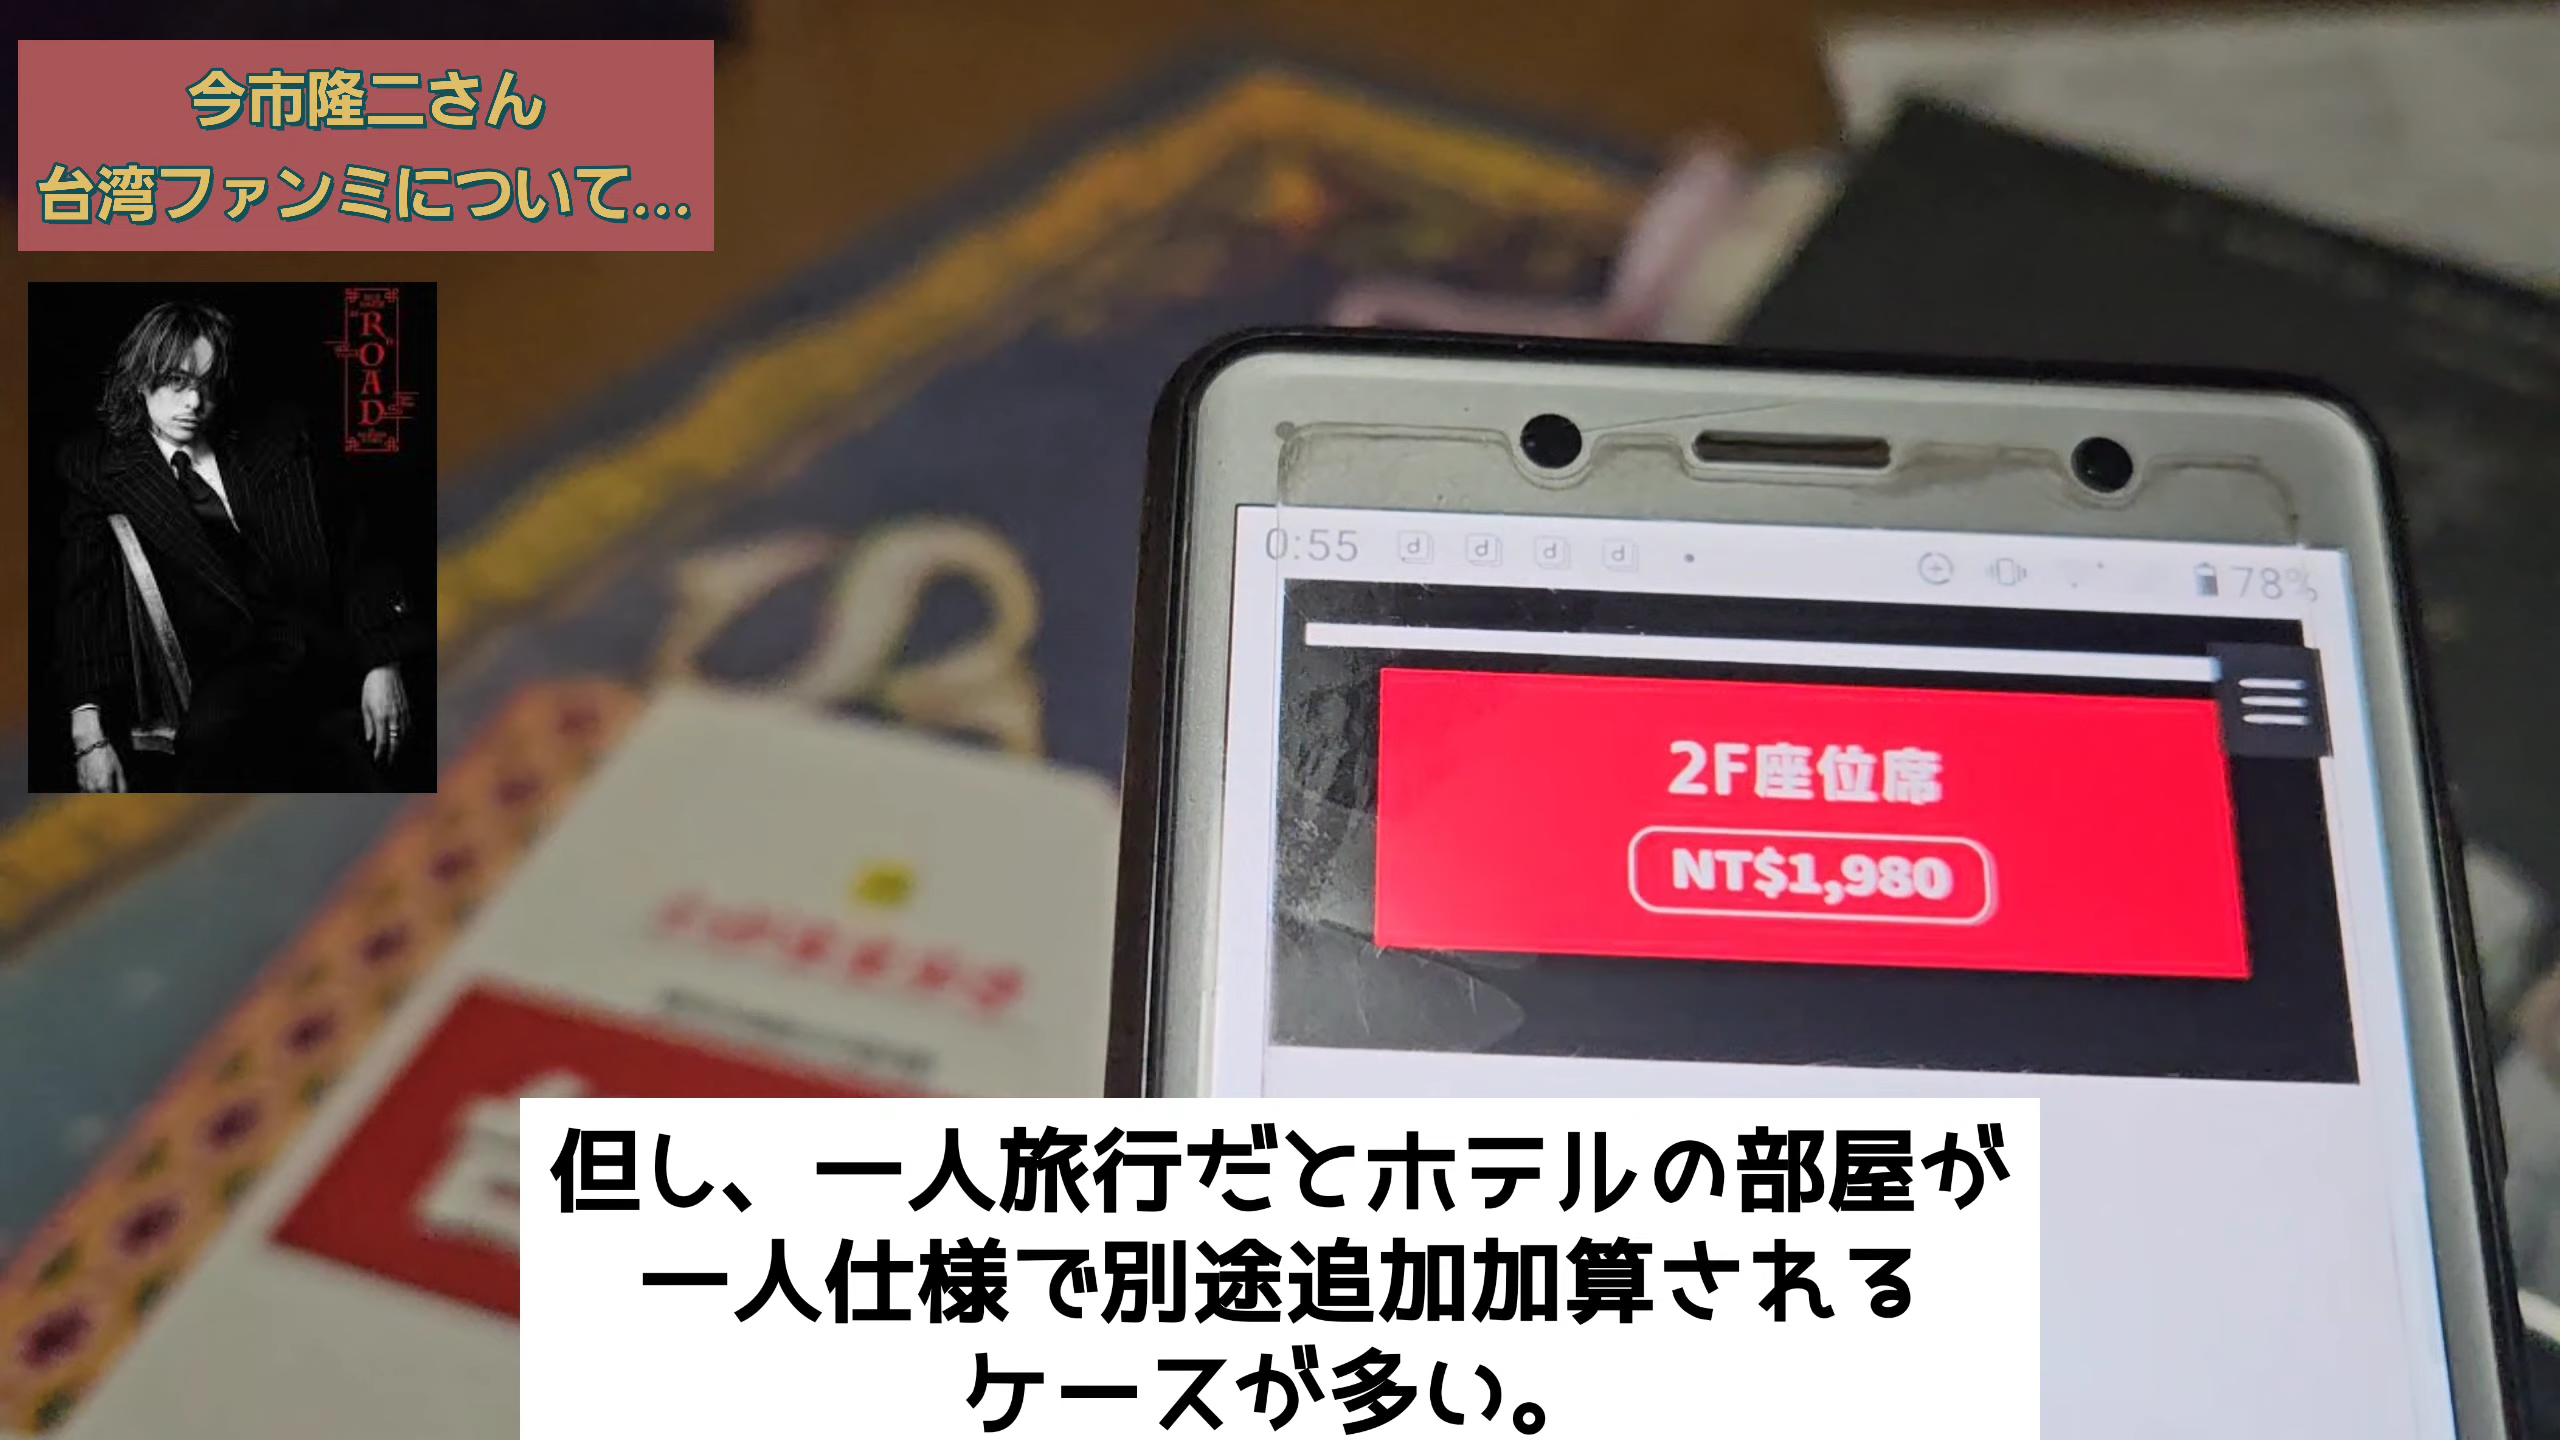 今市隆二さん
台湾ファンミについて...
ROAD
0:55
78%
2F座位席
NT$1,980
但し、一人旅行だとホテルの部屋が
一人仕様で別途追加加算される
ケースが多い。